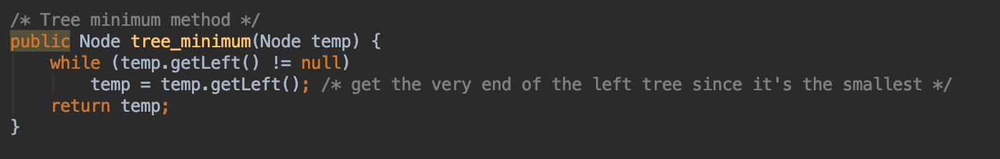 /* Tree minimum method */
public Node tree_minimum(Node temp) {
    while (temp.getLeft() != null)
        temp = temp.getLeft(); /* get the very end of the left tree since it's the smallest */
    return temp;
}